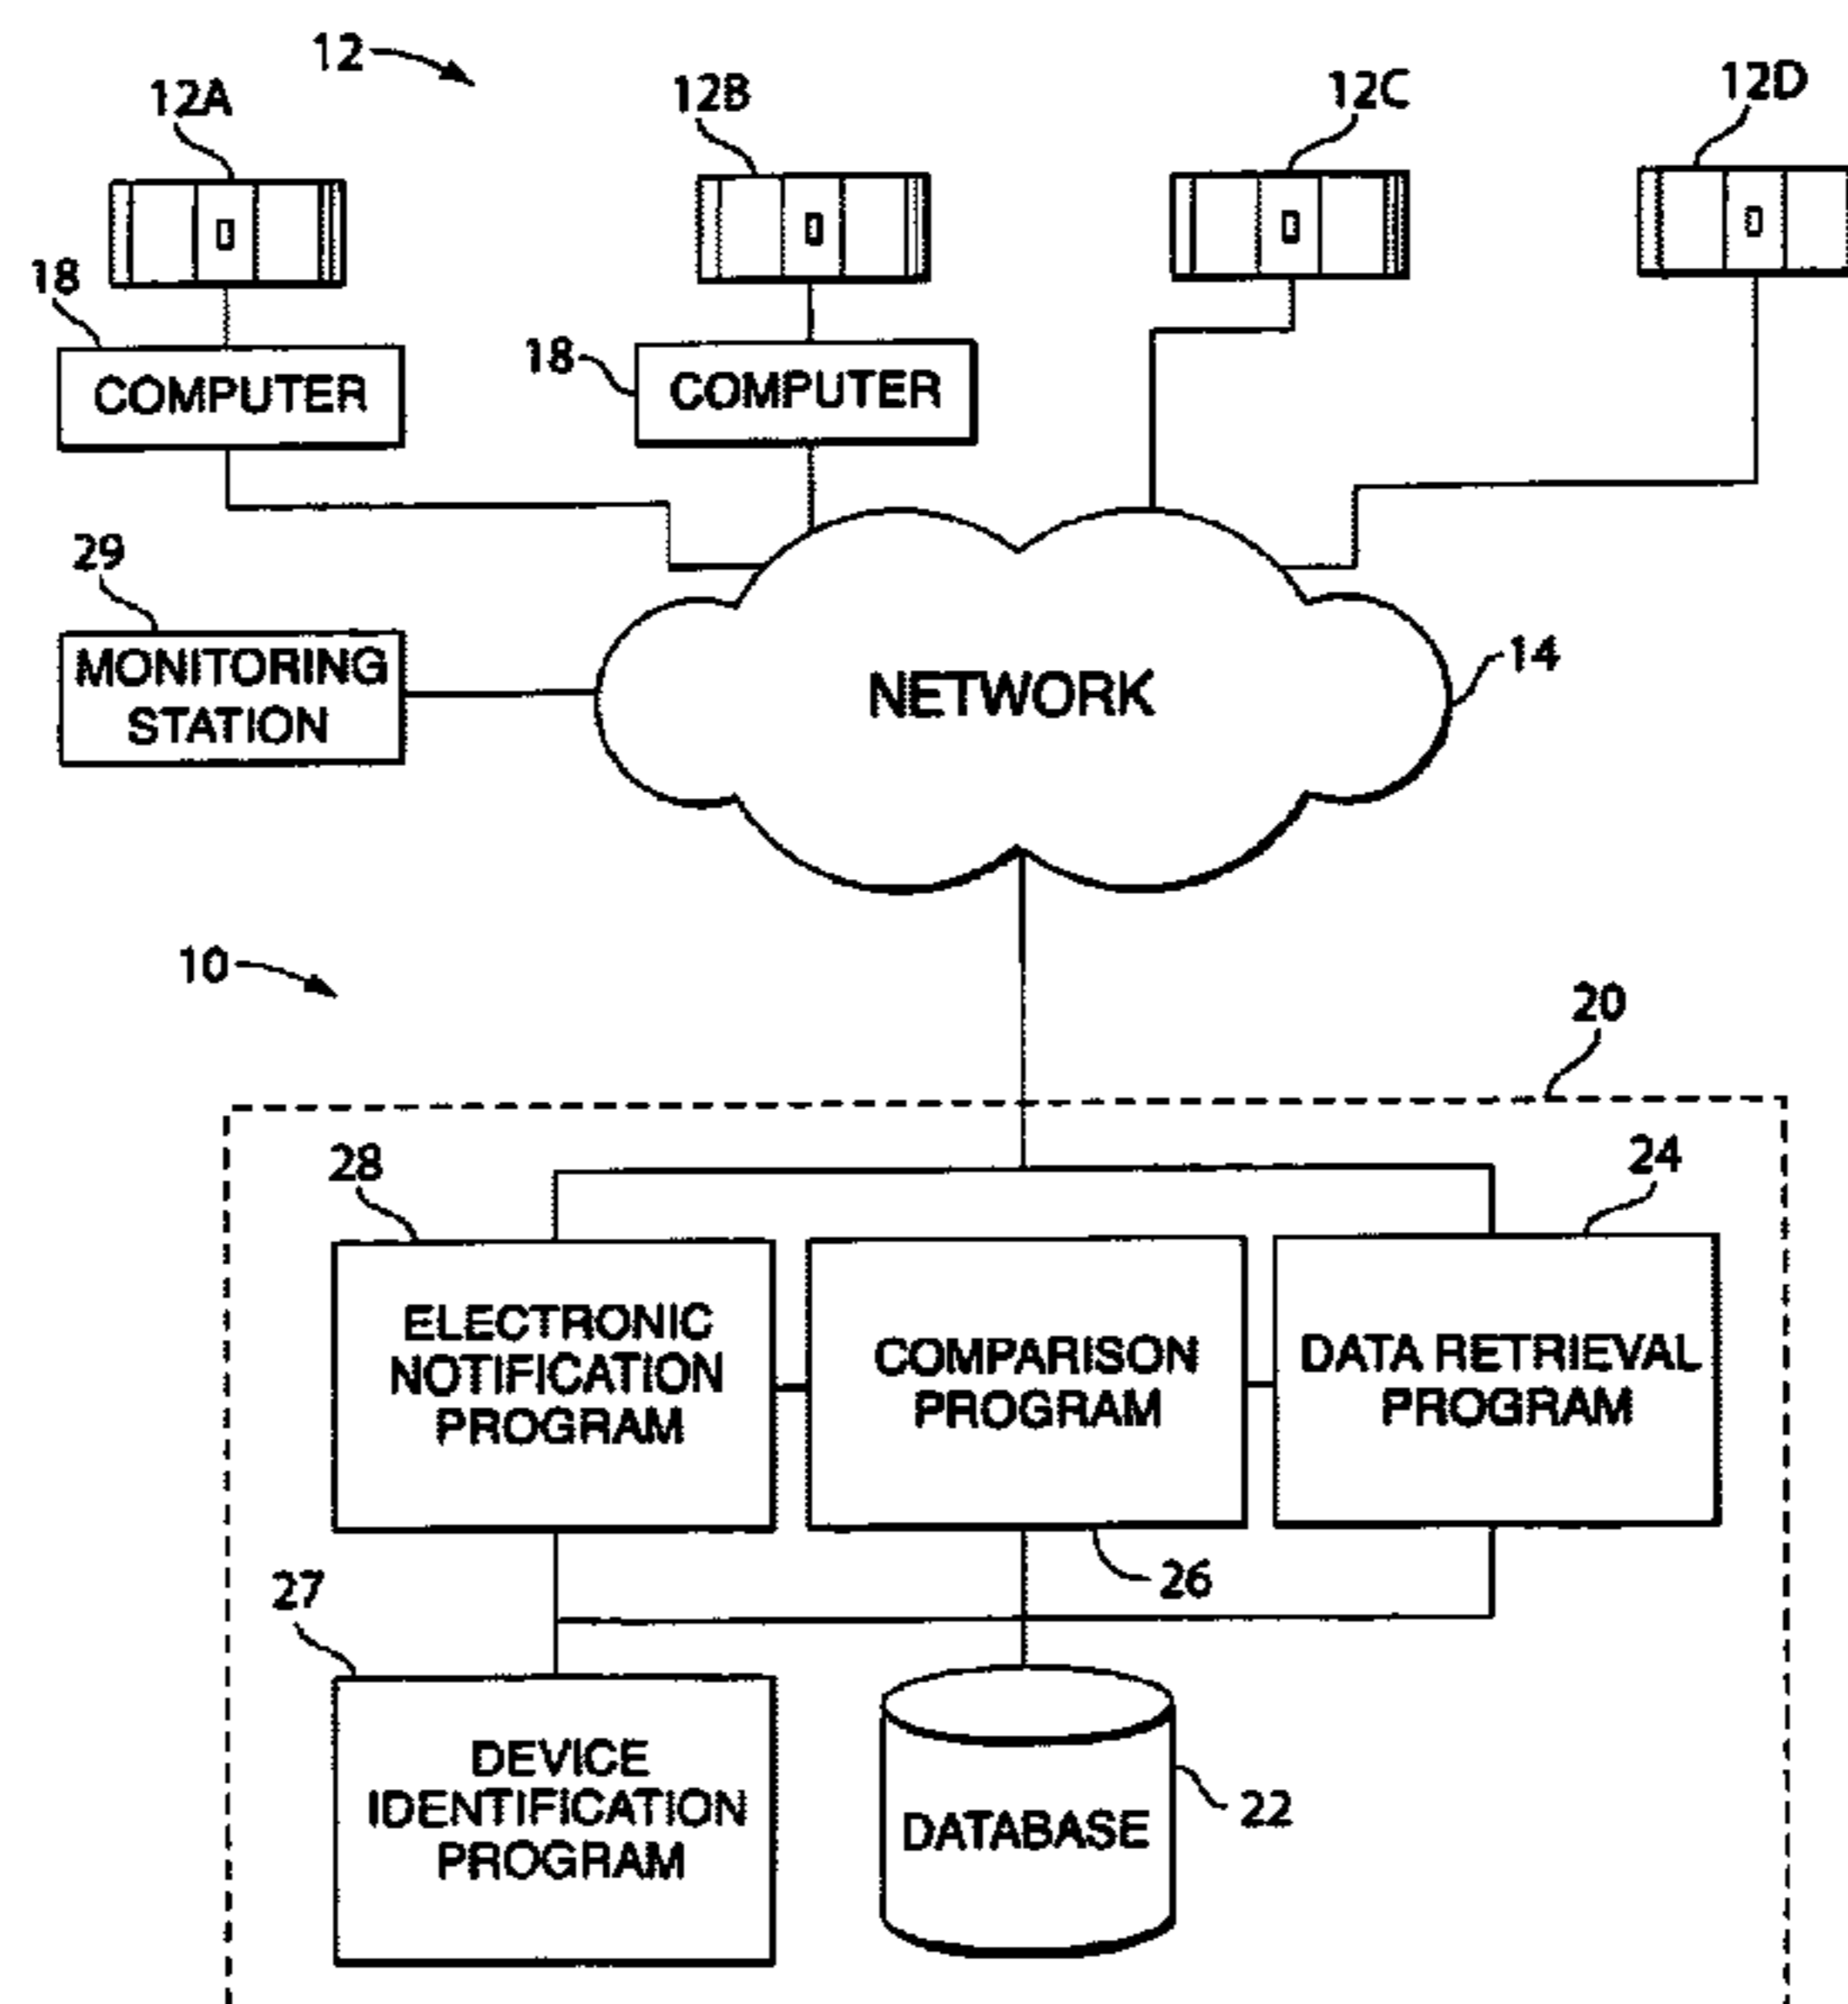 12
12A
12B
12C
12D
18
COMPUTER
18
COMPUTER
29
MONITORING
STATION
NETWORK
14
10
20
28
24
ELECTRONIC
NOTIFICATION
PROGRAM
COMPARISON
PROGRAM
DATA RETRIEVAL
PROGRAM
26
27
DEVICE
IDENTIFICATION
PROGRAM
DATABASE
22